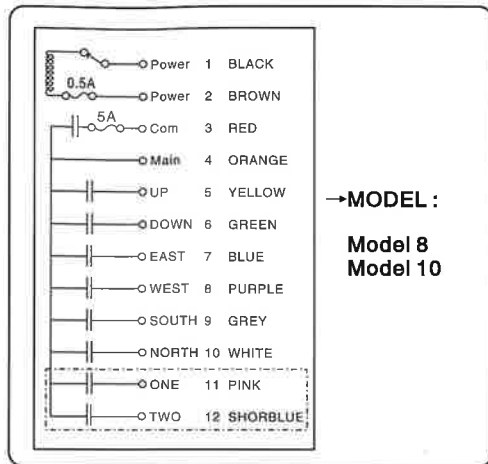 Power 1 BLACK
0.5A
Power 2 BROWN
5A
Com 3 RED
Main 4 ORANGE
UP 5 YELLOW
DOWN 6 GREEN
EAST 7 BLUE
WEST 8 PURPLE
SOUTH 9 GREY
NORTH 10 WHITE
ONE 11 PINK
TWO 12 SHORBLUE
→MODEL :
Model 8
Model 10